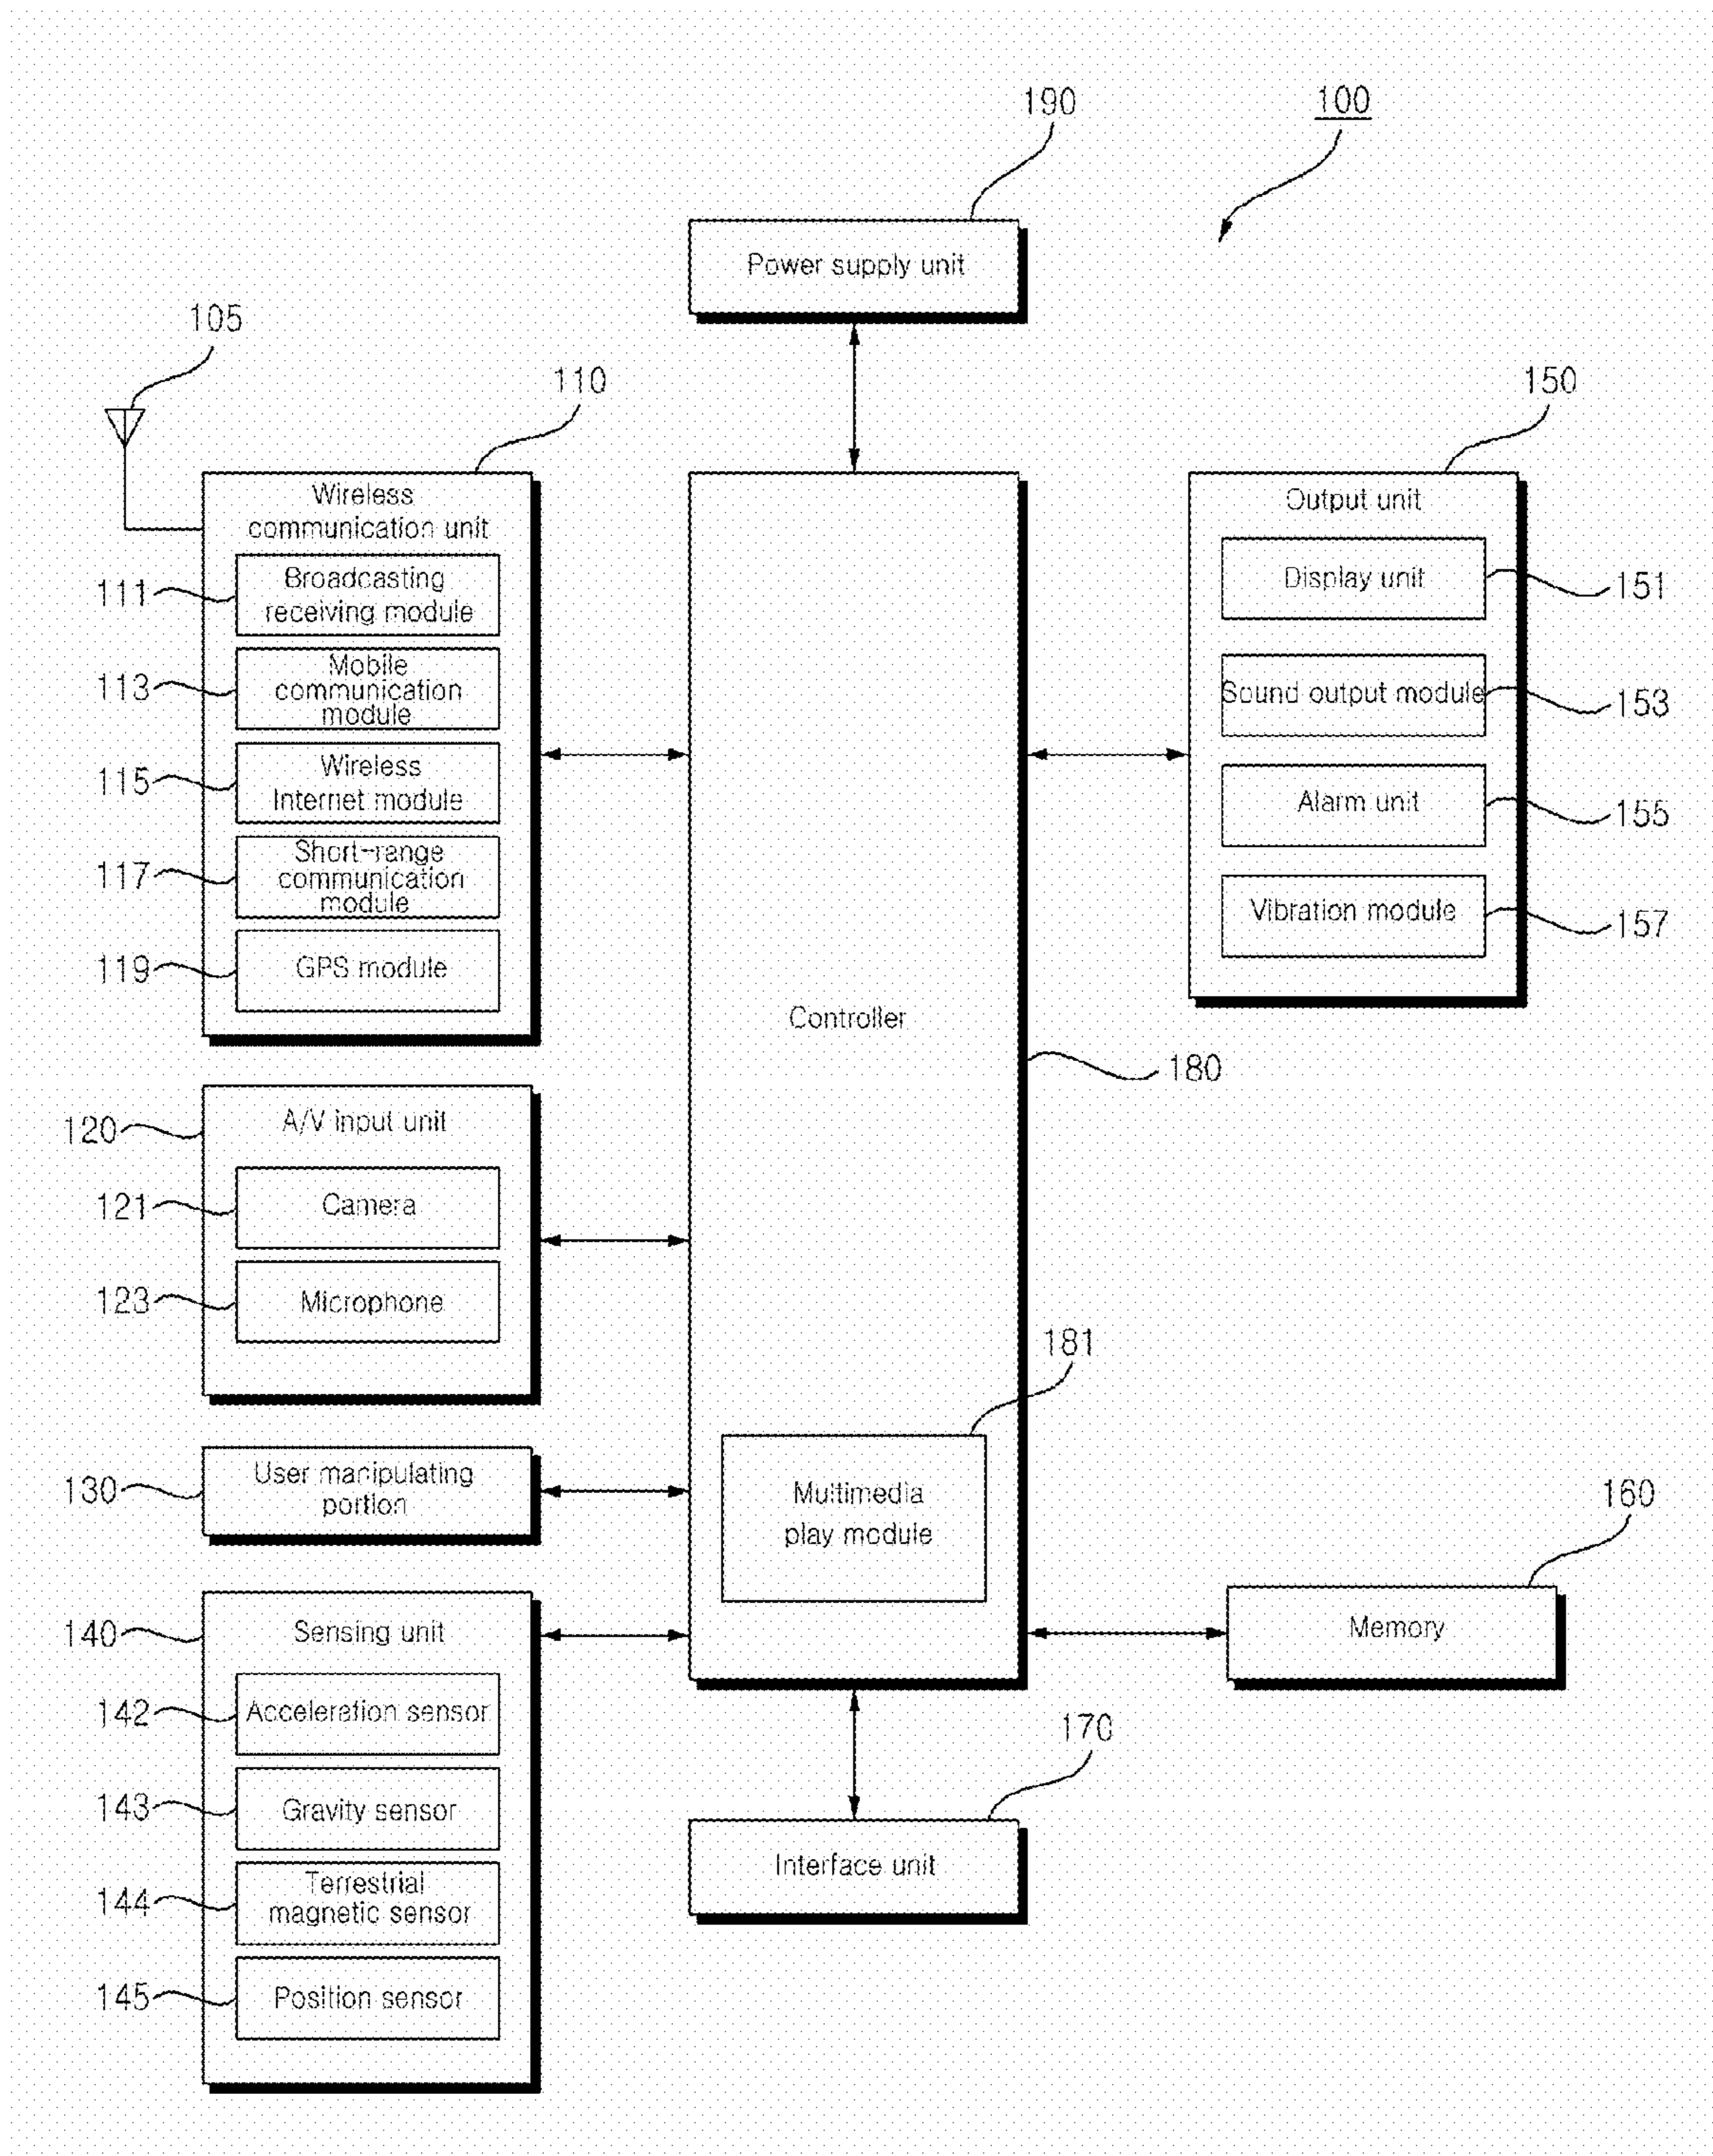 190
100
Power supply unit
105
110
150
Wireless
communication unit
Output unit
111
Broadcasting
receiving module
Display unit
151
113
Mobile
communication
module
Sound output module
153
115
Wireless
Internet module
Alarm unit
155
117
Short-range
communication
module
Vibration module
157
119
GPS module
Controller
180
120
A/V input unit
121
Camera
123
Microphone
181
130
User manipulating
portion
Multimedia
play module
160
140
Sensing unit
Memory
142
Acceleration sensor
170
143
Gravity sensor
Interface unit
144
Terrestrial
magnetic sensor
145
Position sensor